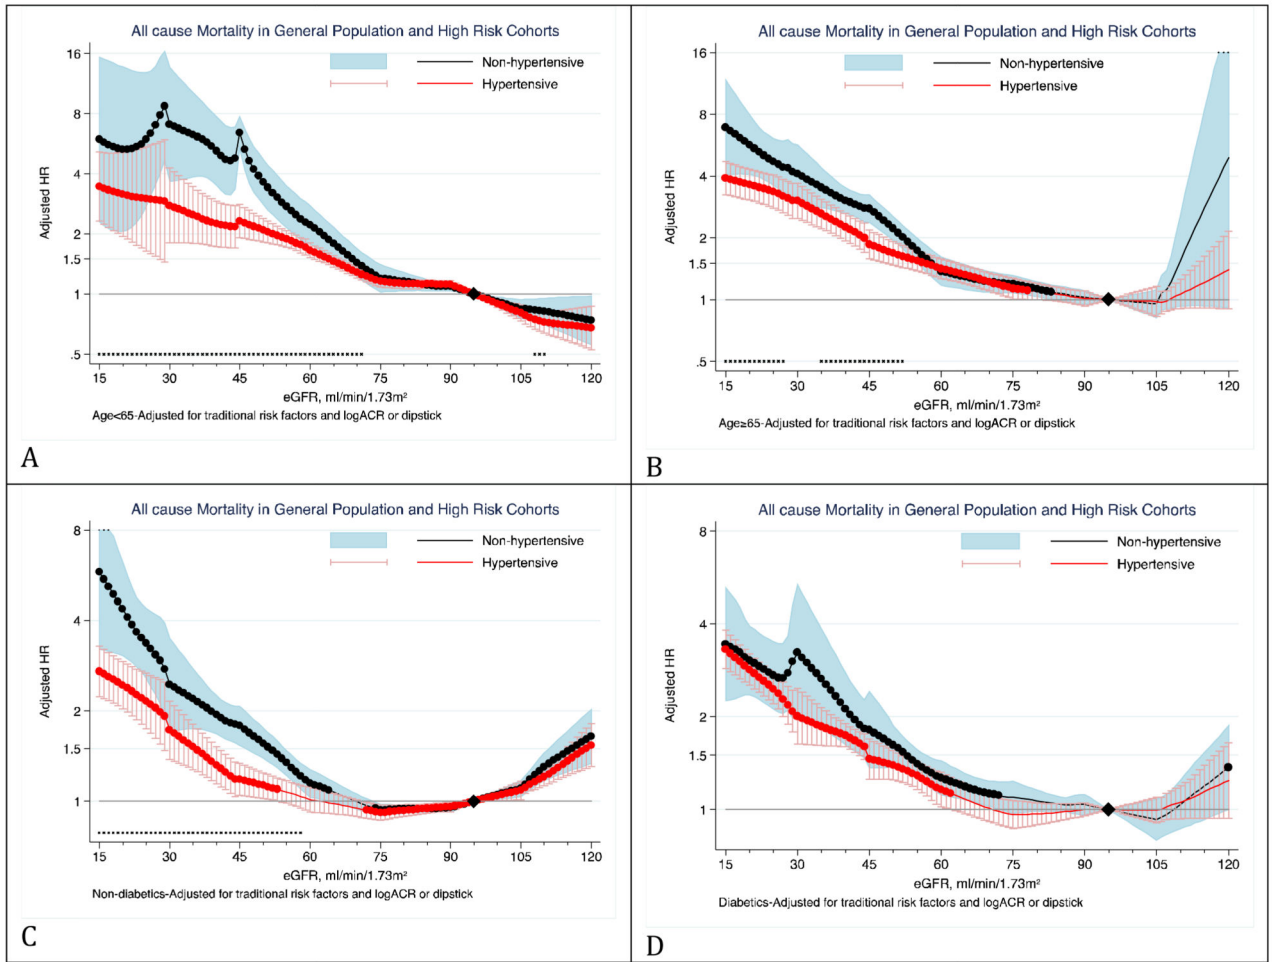 All cause Mortality in General Population and High Risk Cohorts
16
8
4
2
1.5
1
.5
Adjusted HR
Non-hypertensive
Hypertensive
15 30 45 60 75 90 105 120
eGFR, ml/min/1.73m²
Age<65-Adjusted for traditional risk factors and logACR or dipstick
A
All cause Mortality in General Population and High Risk Cohorts
16
8
4
2
1.5
1
.5
Adjusted HR
Non-hypertensive
Hypertensive
15 30 45 60 75 90 105 120
eGFR, ml/min/1.73m²
Age≥65-Adjusted for traditional risk factors and logACR or dipstick
B
All cause Mortality in General Population and High Risk Cohorts
8
4
2
1.5
1
Adjusted HR
Non-hypertensive
Hypertensive
15 30 45 60 75 90 105 120
eGFR, ml/min/1.73m²
Non-diabetics-Adjusted for traditional risk factors and logACR or dipstick
C
All cause Mortality in General Population and High Risk Cohorts
8
4
2
1.5
1
Adjusted HR
Non-hypertensive
Hypertensive
15 30 45 60 75 90 105 120
eGFR, ml/min/1.73m²
Diabetics-Adjusted for traditional risk factors and logACR or dipstick
D